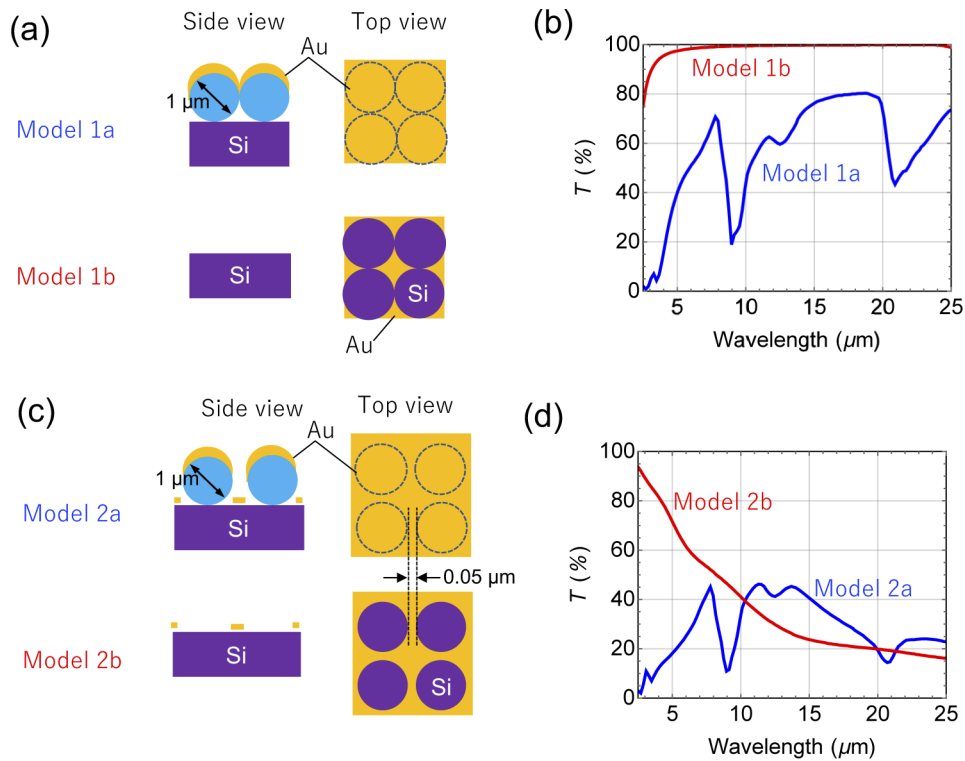 (a)
Side view
Top view
Au
1 μm
Model 1a
Si
Model 1b
Si
Si
Au
(b)
100
80
60
40
20
0
T (%)
Model 1b
Model 1a
5
10
15
20
25
Wavelength (μm)
(c)
Side view
Top view
Au
1 μm
Model 2a
Si
0.05 μm
Model 2b
Si
Si
(d)
100
80
60
40
20
0
T (%)
Model 2b
Model 2a
5
10
15
20
25
Wavelength (μm)